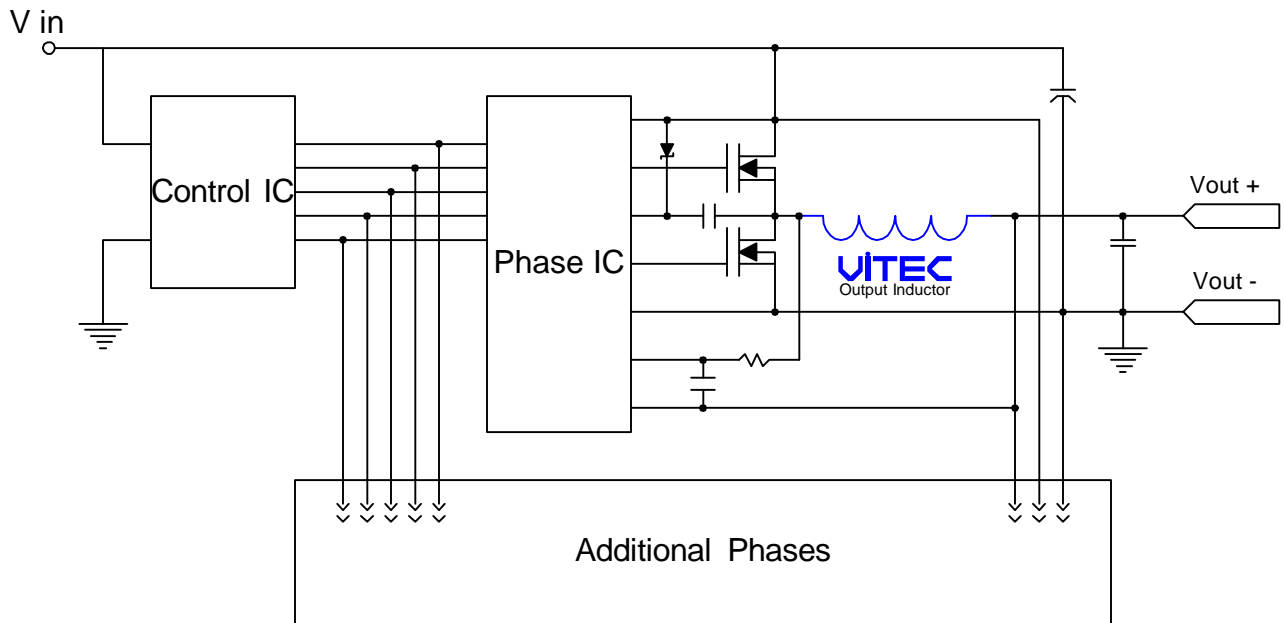 V in
Control IC
Phase IC
Vout +
ViTEC
Output Inductor
Vout -
Additional Phases